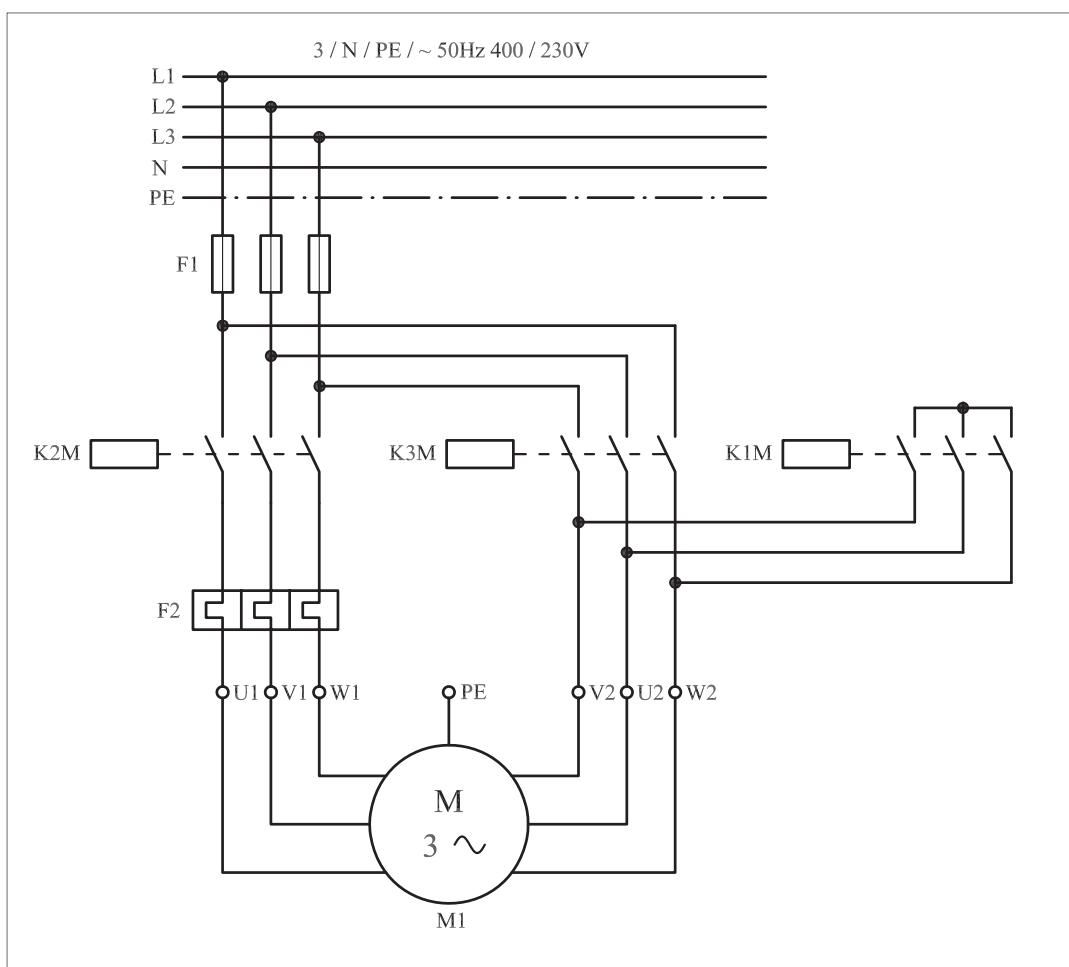 3 / N / PE / ~ 50Hz 400 / 230V
L1
L2
L3
N
PE
F1
K2M
K3M
K1M
F2
U1 V1 W1 PE V2 U2 W2
M
3
M1